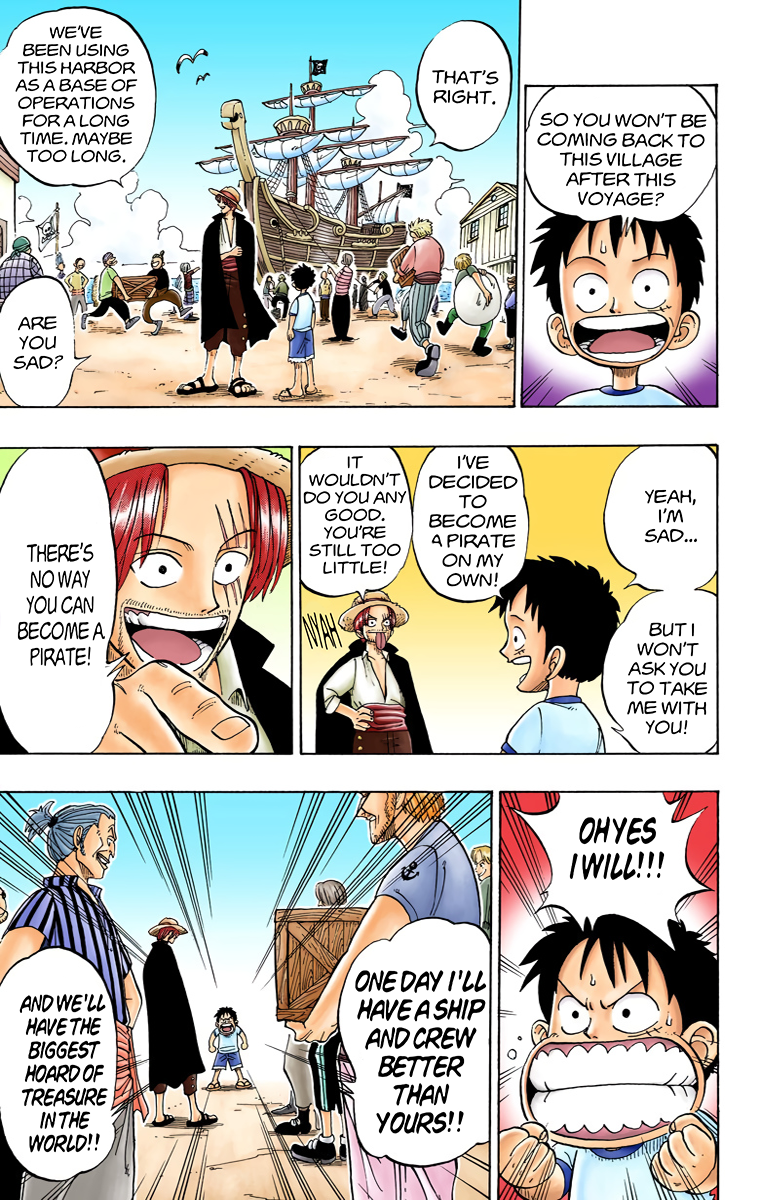 SO YOU WON'T BE
COMING BACK TO
THIS VILLAGE
AFTER THIS
VOYAGE?
THAT'S
RIGHT.
WE'VE
BEEN USING
THIS HARBOR
AS A BASE OF
OPERATIONS
FOR A LONG
TIME. MAYBE
TOO LONG.
ARE
YOU
SAD?
YEAH,
I'M
SAD...
BUT I
WON'T
ASK YOU
TO TAKE
ME WITH
YOU!
I'VE
DECIDED
TO
BECOME
A PIRATE
ON MY
OWN!
IT
WOULDN'T
DO YOU ANY
GOOD.
YOU'RE
STILL TOO
LITTLE!
NYAH
THERE'S
NO WAY
YOU CAN
BECOME A
PIRATE!
OH YES
I WILL!!!
ONE DAY I'LL
HAVE A SHIP
AND CREW
BETTER
THAN
YOURS!!
AND WE'LL
HAVE THE
BIGGEST
HOARD OF
TREASURE
IN THE
WORLD!!